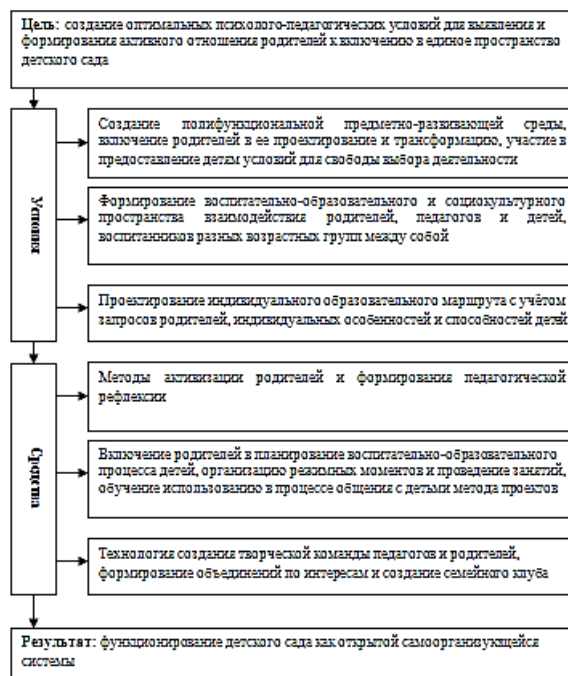 Цель: создание оптимальных психолого-педагогических условий для выявления и
формирования активного отношения родителей к включению в единое пространство
детского сада
Условия
Создание полифункциональной предметно-развивающей среды,
включение родителей в ее проектирование и трансформацию, участие в
предоставление детям условий для свободы выбора деятельности
Формирование воспитательно-образовательного и социокультурного
пространства взаимодействия родителей, педагогов и детей,
воспитанников разных возрастных групп между собой
Проектирование индивидуального образовательного маршрута с учётом
запросов родителей, индивидуальных особенностей и способностей детей
Средства
Методы активизации родителей и формирования педагогической
рефлексии
Включение родителей в планирование воспитательно-образовательного
процесса детей, организацию режимных моментов и проведение занятий,
обучение использованию в процессе общения с детьми метода проектов
Технология создания творческой команды педагогов и родителей,
формирование объединений по интересам и создание семейного клуба
Результат: функционирование детского сада как открытой самоорганизующейся
системы